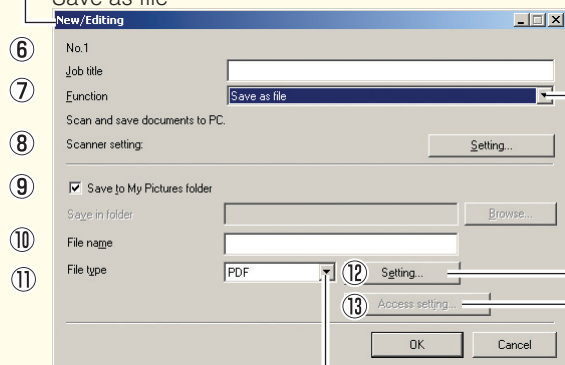 Save as file
New/Editing
⑥ No.1
Job title
⑦ Function Save as file
Scan and save documents to PC.
⑧ Scanner setting: Setting...
⑨ Save to My Pictures folder
Save in folder Browse...
⑩ File name
⑪ File type PDF ⑫ Setting...
⑬ Access setting...
OK Cancel